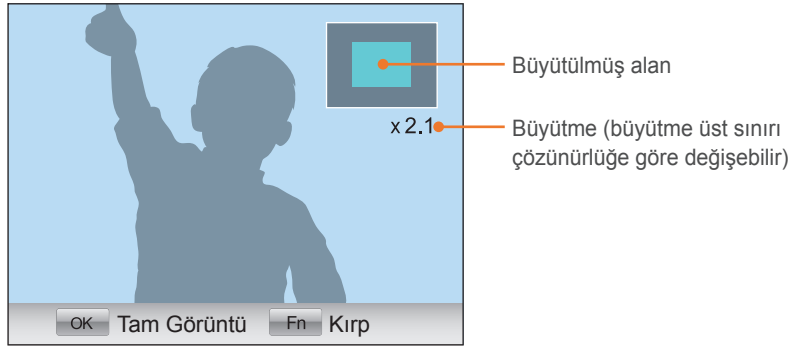 Büyütülmüş alan
x 2.1
Büyütme (büyütme üst sınırı
çözünürlüğe göre değişebilir)
OK Tam Görüntü Fn Kırp